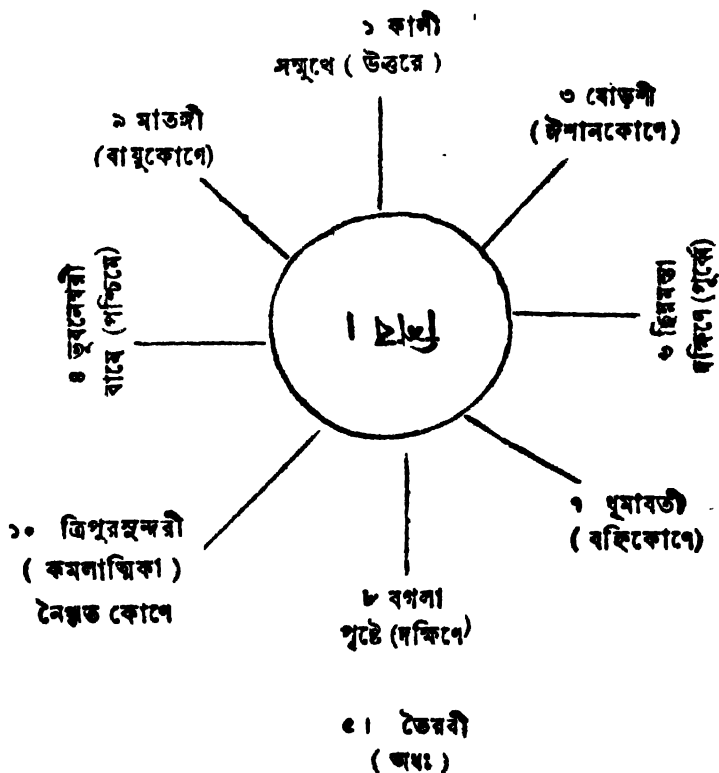 ১ কালী
সম্মুখে ( উত্তরে )
৩ ষোড়শী
( ঈশানকোণে )
৯ মাতঙ্গী
( বায়ুকোণে )
৪ ভুবনেশ্বরী
বামে ( পশ্চিমে )
শিব ।
৬ ছিন্নমস্তা
দক্ষিণে ( পূর্ব্বে )
৭ ধূমাবতী
( বহ্নিকোণে )
১০ ত্রিপুরসুন্দরী
( কমলাত্মিকা )
নৈঋত কোণে
৮ বগলা
পৃষ্টে ( দক্ষিণে )
৫ । ভৈরবী
( অধঃ )